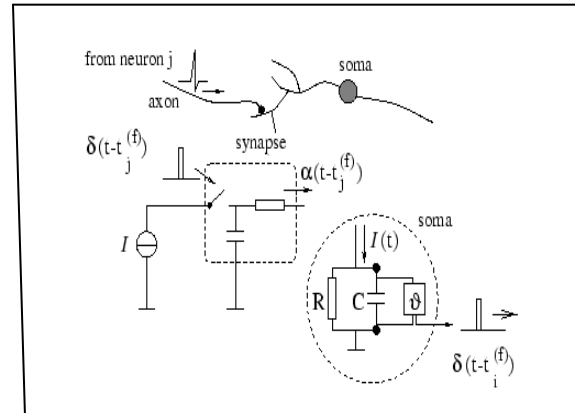 from neuron j
soma
axon
synapse
δ(t-t_j^(f))
α(t-t_j^(f))
I
soma
I(t)
R
C
ϑ
δ(t-t_i^(f))